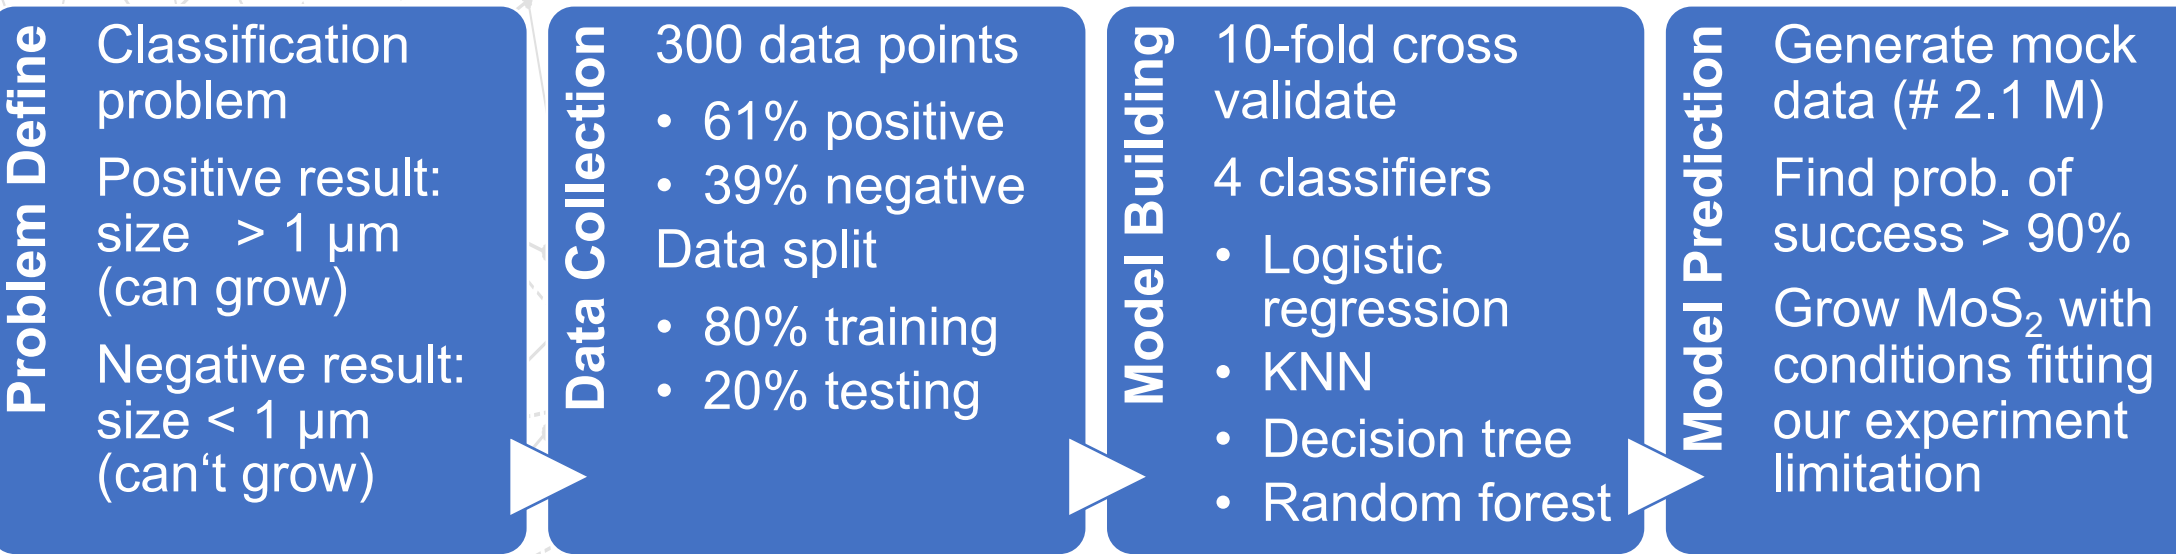 Problem Define
Classification
problem
Positive result:
size > 1 µm
(can grow)
Negative result:
size < 1 µm
(can‘t grow)
Data Collection
300 data points
• 61% positive
• 39% negative
Data split
• 80% training
• 20% testing
Model Building
10-fold cross
validate
4 classifiers
• Logistic
regression
• KNN
• Decision tree
• Random forest
Model Prediction
Generate mock
data (# 2.1 M)
Find prob. of
success > 90%
Grow MoS₂ with
conditions fitting
our experiment
limitation